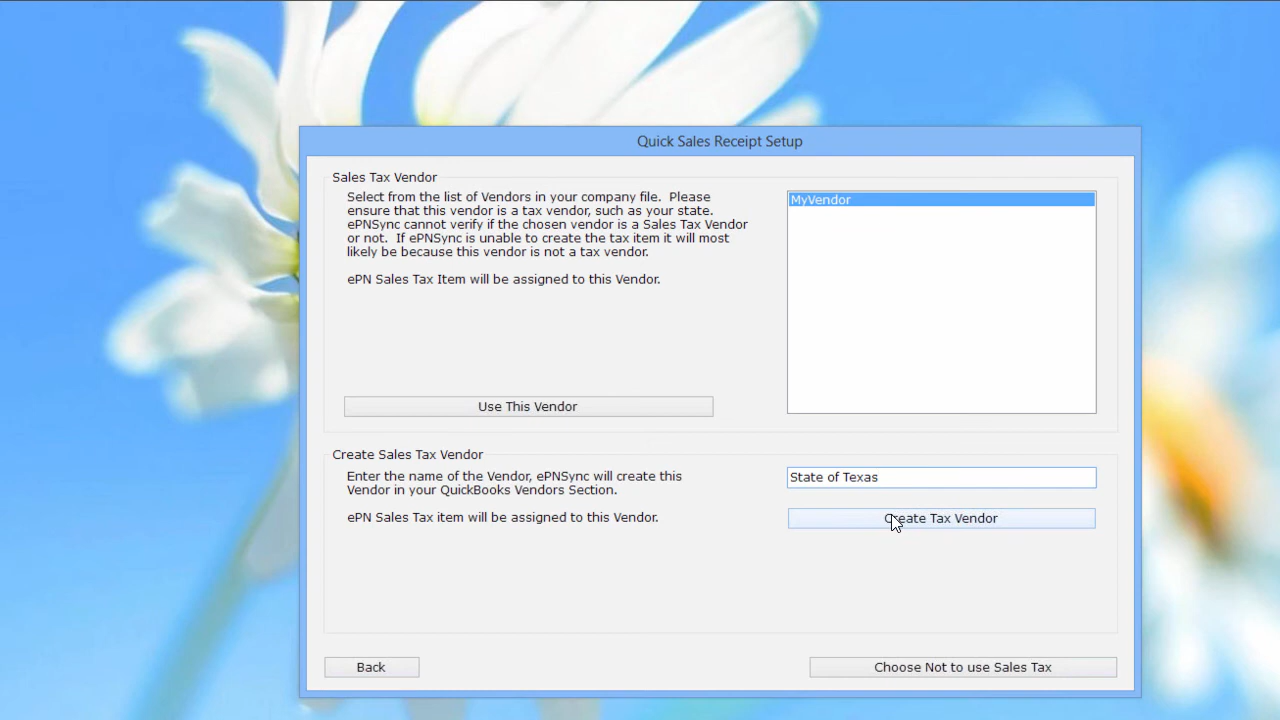 Quick Sales Receipt Setup
Sales Tax Vendor
Select from the list of Vendors in your company file.  Please
ensure that this vendor is a tax vendor, such as your state.
ePNSync cannot verify if the chosen vendor is a Sales Tax Vendor
or not.  If ePNSync is unable to create the tax item it will most
likely be because this vendor is not a tax vendor.
ePN Sales Tax Item will be assigned to this Vendor.
MyVendor
Use This Vendor
Create Sales Tax Vendor
Enter the name of the Vendor, ePNSync will create this
Vendor in your QuickBooks Vendors Section.
ePN Sales Tax item will be assigned to this Vendor.
State of Texas
Create Tax Vendor
Back
Choose Not to use Sales Tax